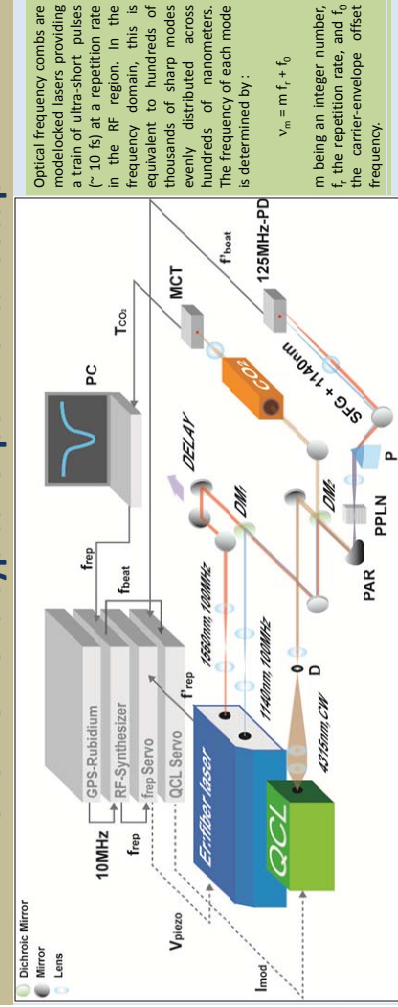 Optical frequency combs are
modelocked lasers providing
a train of ultra-short pulses
(~ 10 fs) at a repetition rate
in the RF region. In the
frequency domain, this is
equivalent to hundreds of
thousands of sharp modes
evenly distributed across
hundreds of nanometers.
The frequency of each mode
is determined by :
νm = m fr + f0
m being an integer number,
fr the repetition rate, and f0
the carrier-envelope offset
frequency.
Dichroic Mirror
Mirror
Lens
GPS-Rubidium
RF-Synthesizer
frep Servo
QCL Servo
10MHz
frep
frep
fbeat
PC
TCO2
MCT
f'beat
125MHz-PD
CO2
SFG + 1140nm
DELAY
DM1
DM2
P
PPLN
PAR
1560nm, 100MHz
1140nm, 100MHz
f'rep
Er:fiber laser
QCL
4315nm, CW
D
Vpiezo
Imod